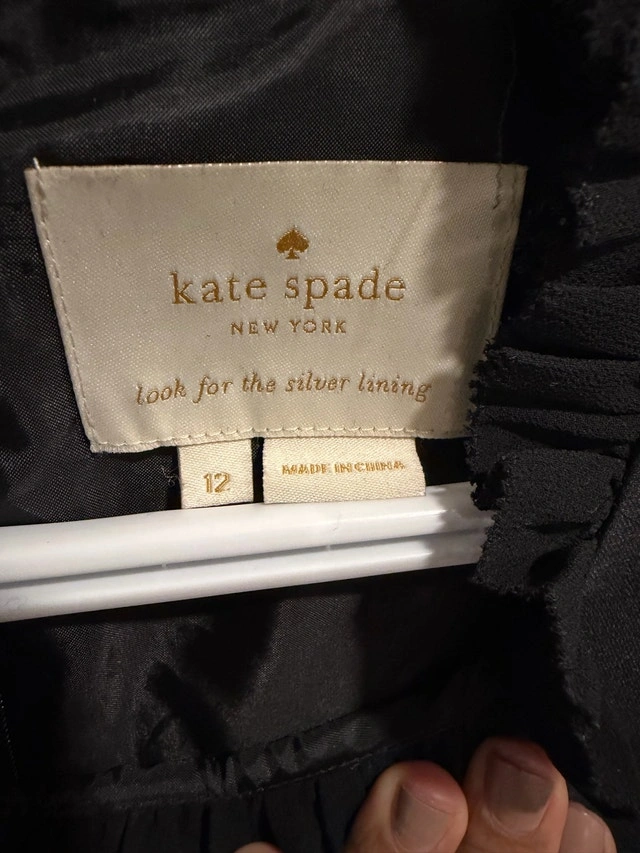 kate spade
NEW YORK
look for the silver lining
12
MADE IN CHINA